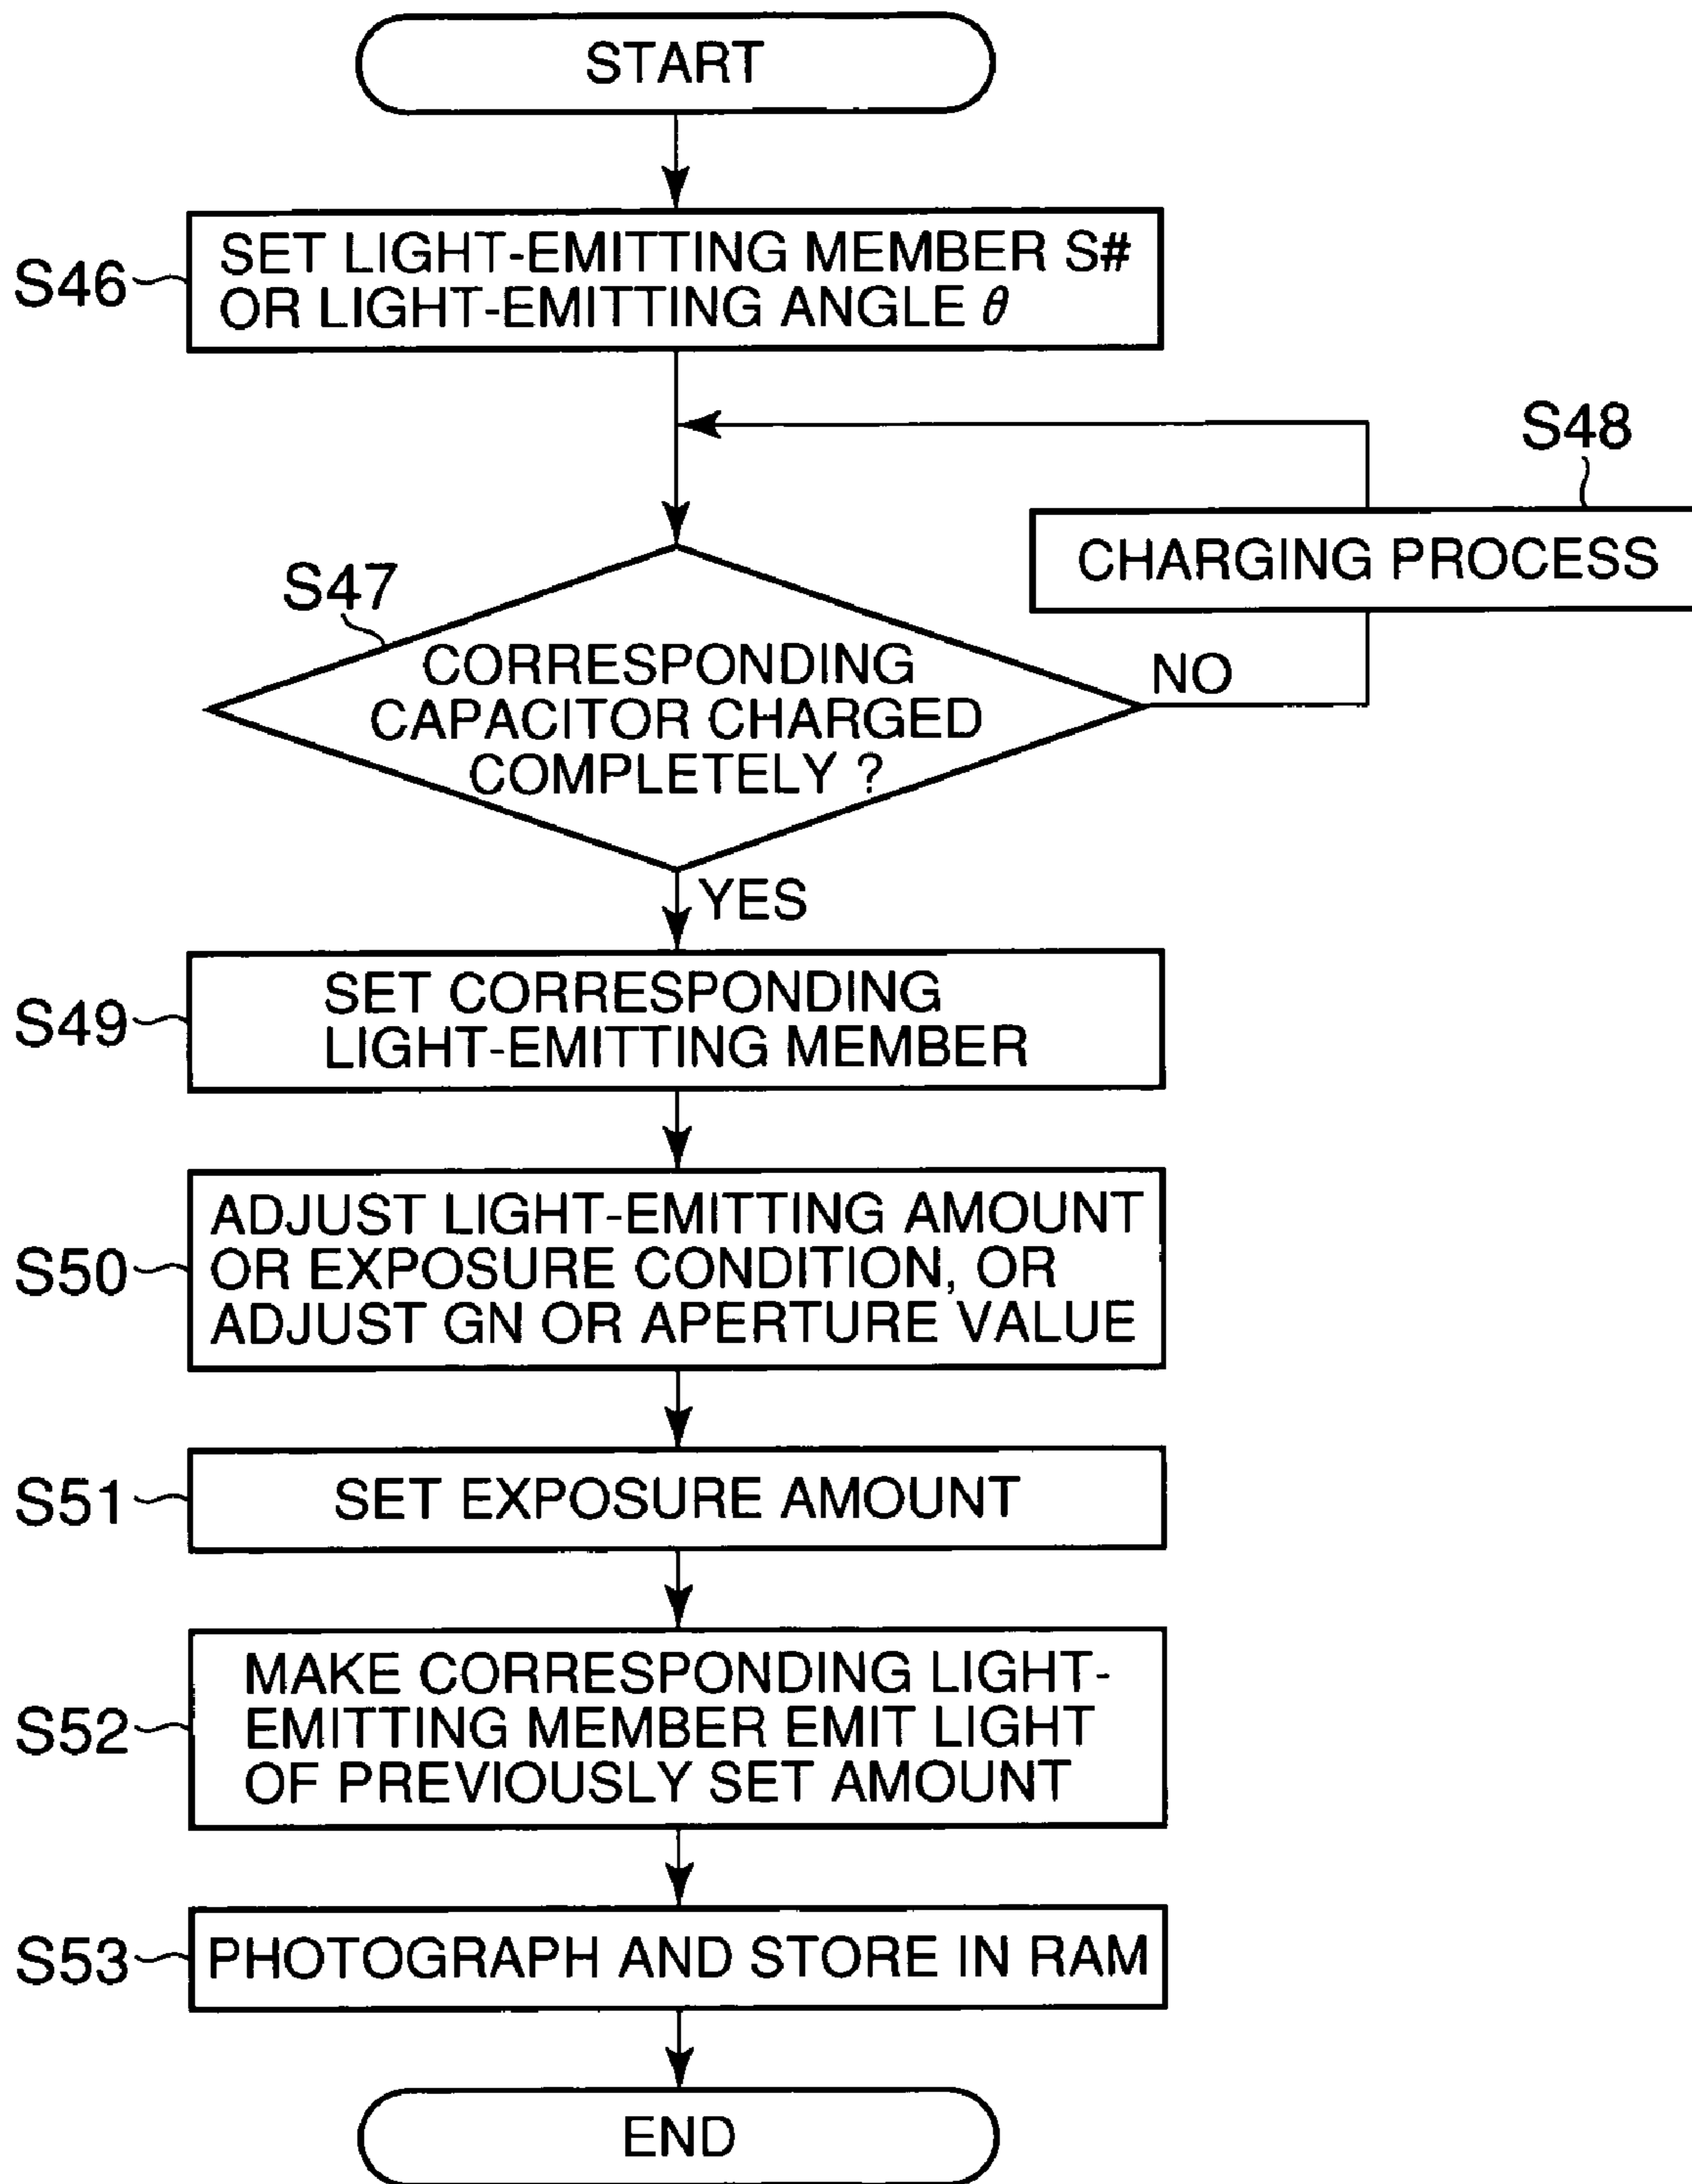 START
S46
SET LIGHT-EMITTING MEMBER S#
OR LIGHT-EMITTING ANGLE θ
S48
CHARGING PROCESS
S47
CORRESPONDING
CAPACITOR CHARGED
COMPLETELY ?
NO
YES
S49
SET CORRESPONDING
LIGHT-EMITTING MEMBER
S50
ADJUST LIGHT-EMITTING AMOUNT
OR EXPOSURE CONDITION, OR
ADJUST GN OR APERTURE VALUE
S51
SET EXPOSURE AMOUNT
S52
MAKE CORRESPONDING LIGHT-
EMITTING MEMBER EMIT LIGHT
OF PREVIOUSLY SET AMOUNT
S53
PHOTOGRAPH AND STORE IN RAM
END